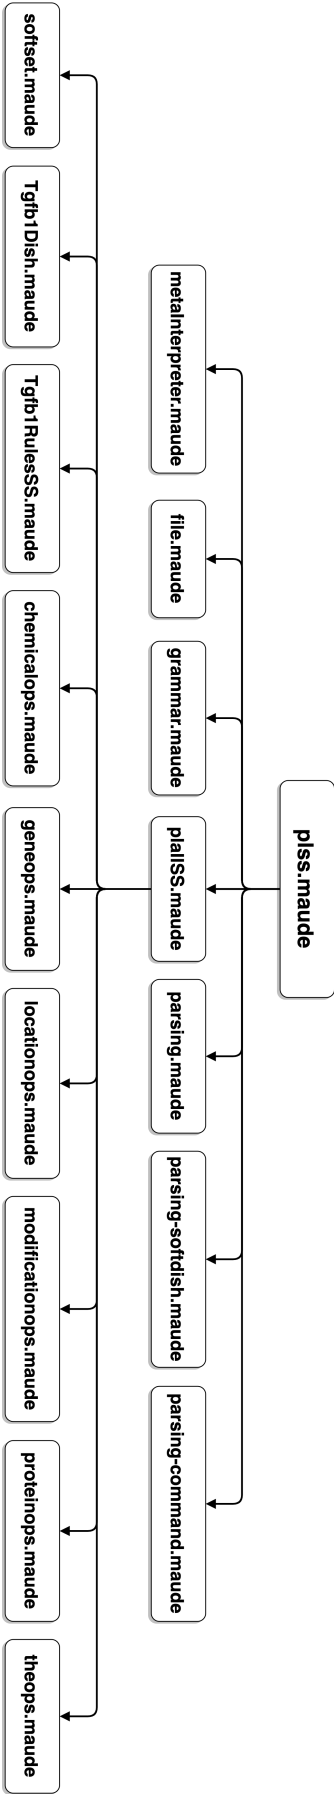 plss.maude
metaInterpreter.maude
file.maude
grammar.maude
plallSS.maude
parsing.maude
parsing-softdish.maude
parsing-command.maude
softset.maude
Tgfb1Dish.maude
Tgfb1RulesSS.maude
chemicalops.maude
geneops.maude
locationops.maude
modificationops.maude
proteinops.maude
theops.maude